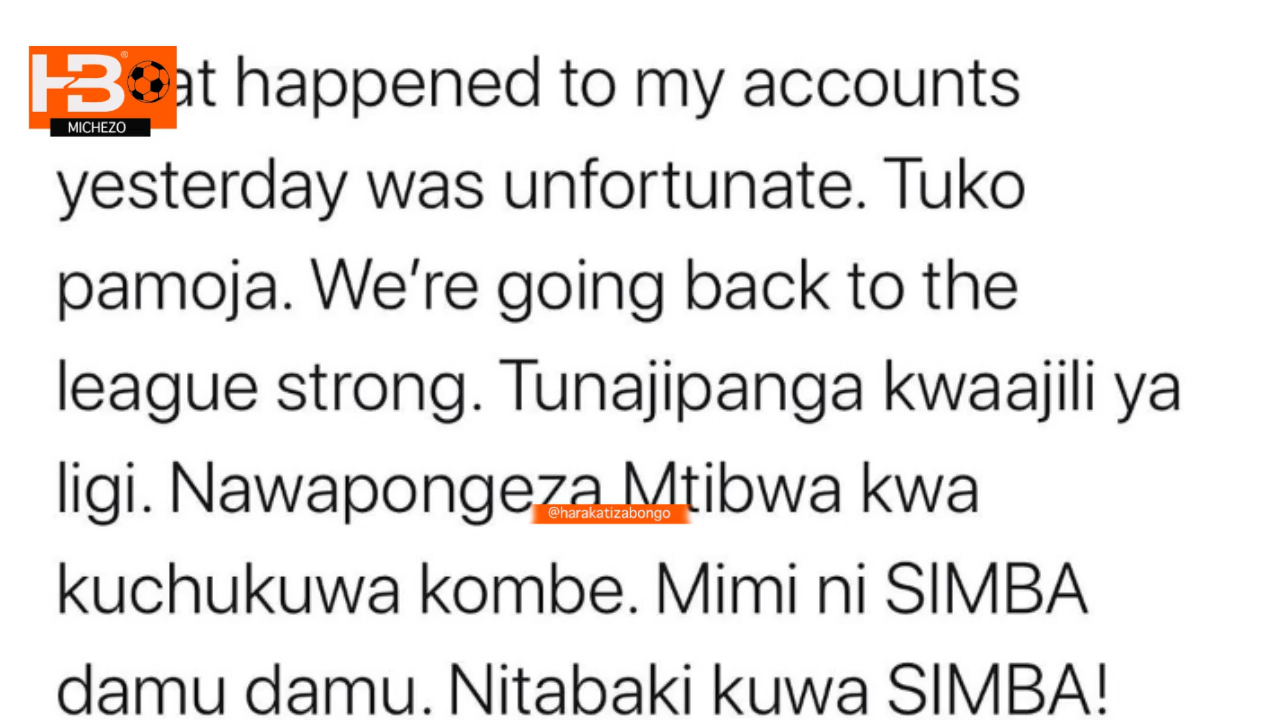 HB
MICHEZO
at happened to my accounts
yesterday was unfortunate. Tuko
pamoja. We're going back to the
league strong. Tunajipanga kwaajili ya
ligi. Nawapongeza Mtibwa kwa
@harakatizabongo
kuchukuwa kombe. Mimi ni SIMBA
damu damu. Nitabaki kuwa SIMBA!